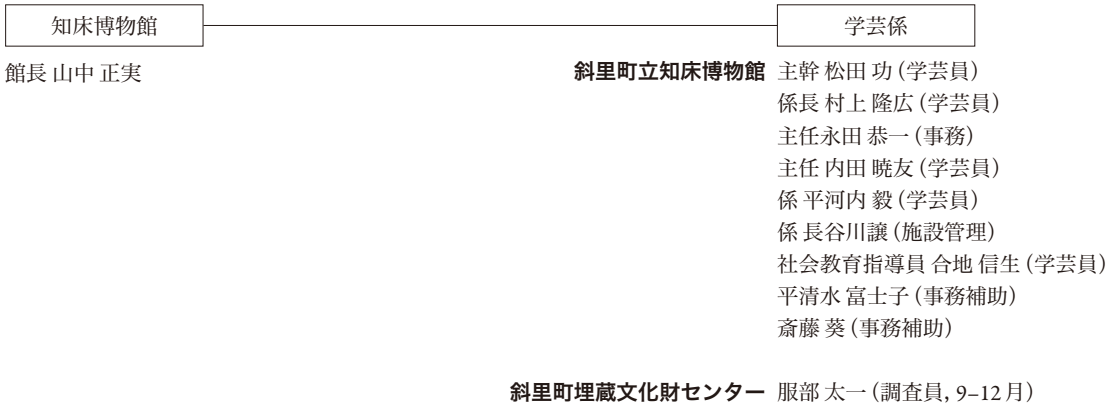 知床博物館
学芸係
館長 山中 正実
斜里町立知床博物館 主幹 松田 功 (学芸員)
係長 村上 隆広 (学芸員)
主任永田 恭一 (事務)
主任 内田 暁友 (学芸員)
係 平河内 毅 (学芸員)
係 長谷川譲 (施設管理)
社会教育指導員 合地 信生 (学芸員)
平清水 富士子 (事務補助)
斎藤 葵 (事務補助)
斜里町埋蔵文化財センター 服部 太一 (調査員, 9–12月)